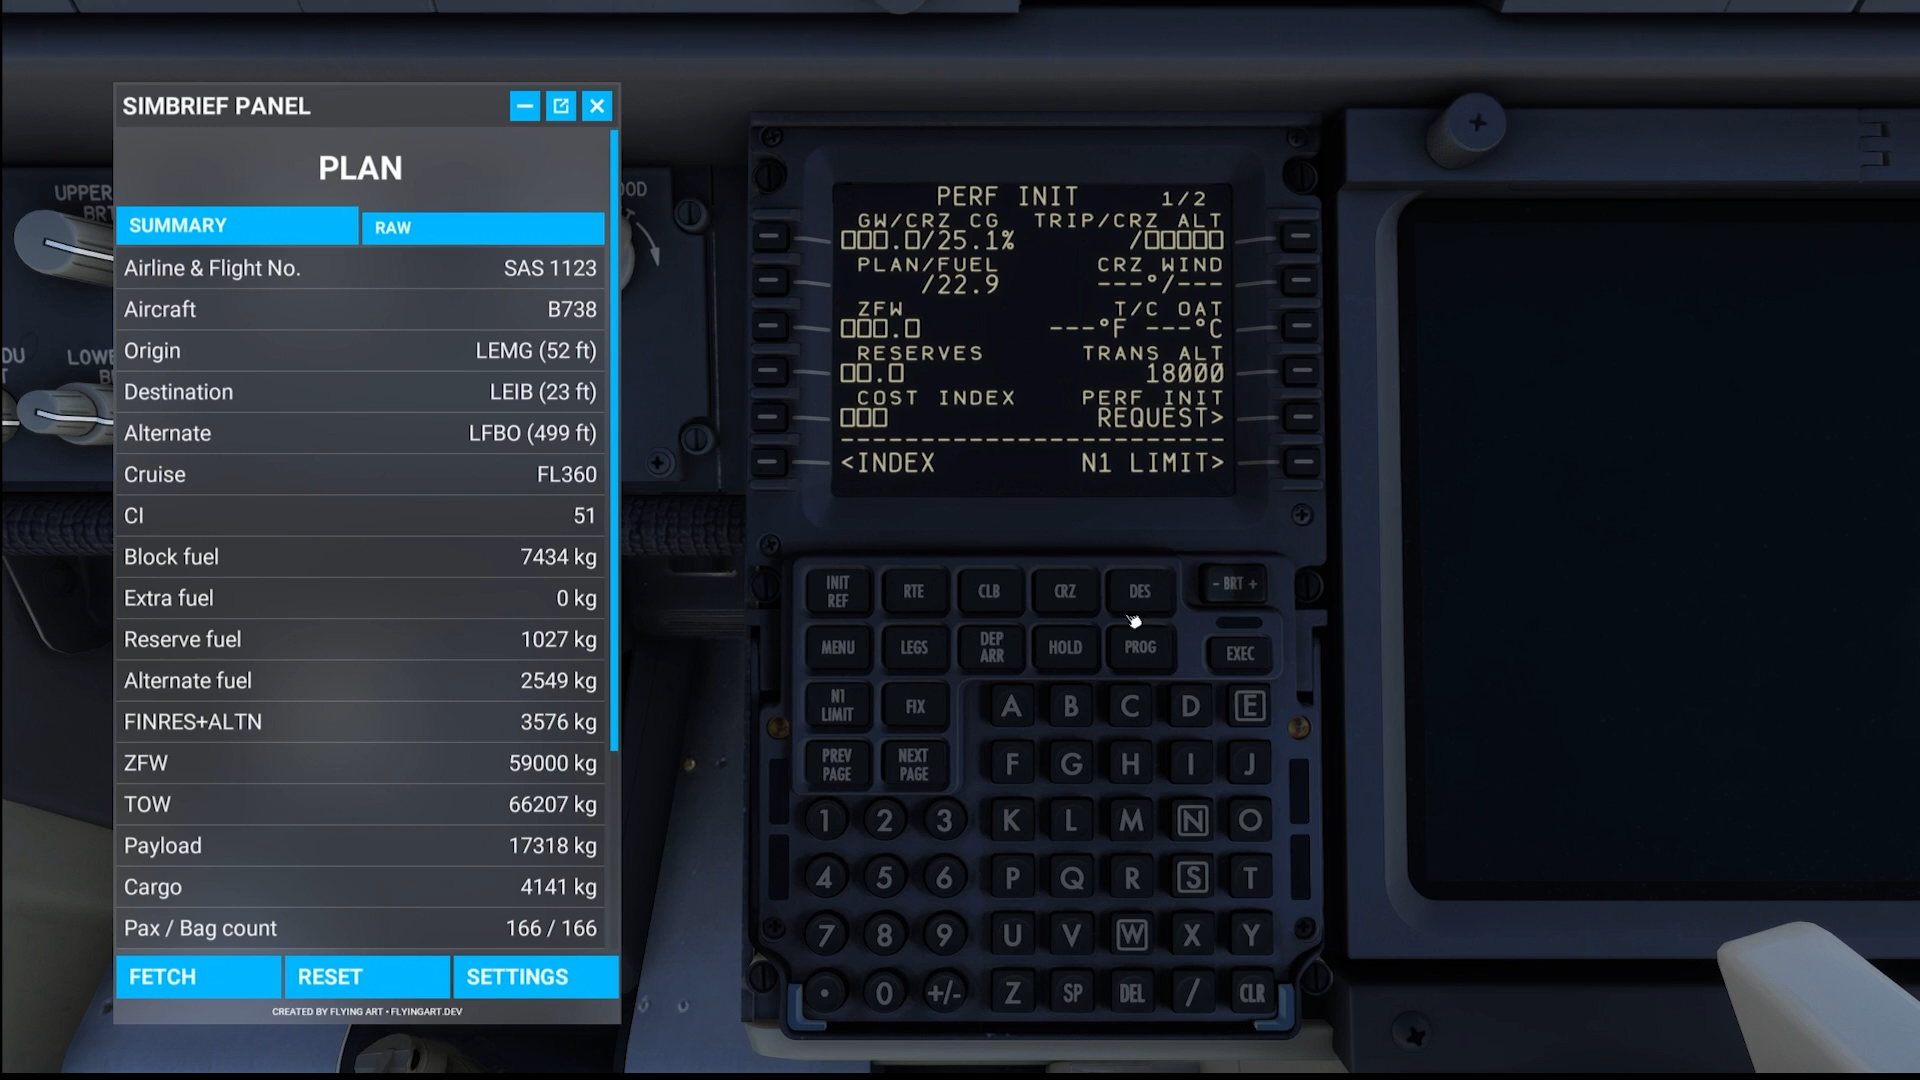 SIMBRIEF PANEL
PLAN
SUMMARY RAW
Airline & Flight No. SAS 1123
Aircraft B738
Origin LEMG (52 ft)
Destination LEIB (23 ft)
Alternate LFBO (499 ft)
Cruise FL360
CI 51
Block fuel 7434 kg
Extra fuel 0 kg
Reserve fuel 1027 kg
Alternate fuel 2549 kg
FINRES+ALTN 3576 kg
ZFW 59000 kg
TOW 66207 kg
Payload 17318 kg
Cargo 4141 kg
Pax / Bag count 166 / 166
FETCH RESET SETTINGS
CREATED BY FLYING ART • FLYINGART.DEV
UPPER
BRT
DU
PERF INIT 1/2
GW/CRZ CG TRIP/CRZ ALT
□□□.□/25.1% /□□□□□
PLAN/FUEL CRZ WIND
/22.9 ---°/---
ZFW T/C OAT
□□□.□ ---°F ---°C
RESERVES TRANS ALT
□□.□ 18000
COST INDEX PERF INIT
□□□ REQUEST>
------------------------
<INDEX N1 LIMIT>
INIT REF RTE CLB CRZ DES - BRT +
MENU LEGS DEP ARR HOLD PROG EXEC
N1 LIMIT FIX A B C D E
PREV PAGE NEXT PAGE F G H I J
1 2 3 K L M N O
4 5 6 P Q R S T
7 8 9 U V W X Y
. 0 +/- Z SP DEL / CLR